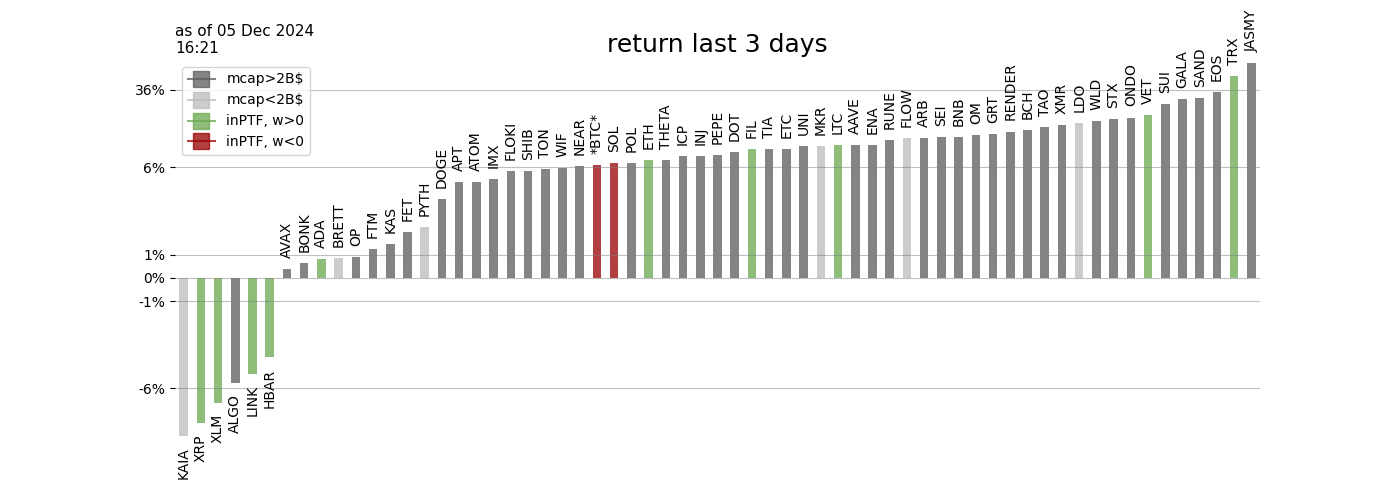 as of 05 Dec 2024
16:21
return last 3 days
mcap>2B$
mcap<2B$
inPTF, w>0
inPTF, w<0
36%
6%
1%
0%
-1%
-6%
KAIA
XRP
XLM
ALGO
LINK
HBAR
AVAX
BONK
ADA
BRETT
OP
FTM
KAS
FET
PYTH
DOGE
APT
ATOM
IMX
FLOKI
SHIB
TON
WIF
NEAR
*BTC*
SOL
POL
ETH
THETA
ICP
INJ
PEPE
DOT
FIL
TIA
ETC
UNI
MKR
LTC
AAVE
ENA
RUNE
FLOW
ARB
SEI
BNB
OM
GRT
RENDER
BCH
TAO
XMR
LDO
WLD
STX
ONDO
VET
SUI
GALA
SAND
EOS
TRX
JASMY